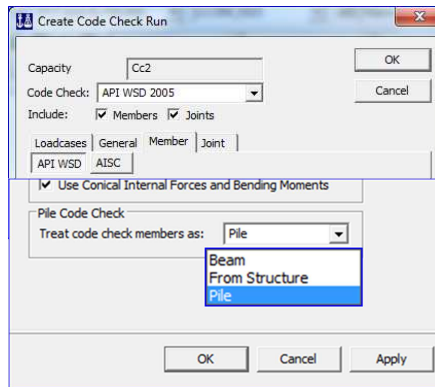 Create Code Check Run
Capacity Cc2 OK
Code Check: API WSD 2005 Cancel
Include: Members Joints
Loadcases General Member Joint
API WSD AISC
Use Conical Internal Forces and Bending Moments
Pile Code Check
Treat code check members as: Pile
Beam
From Structure
Pile
OK Cancel Apply